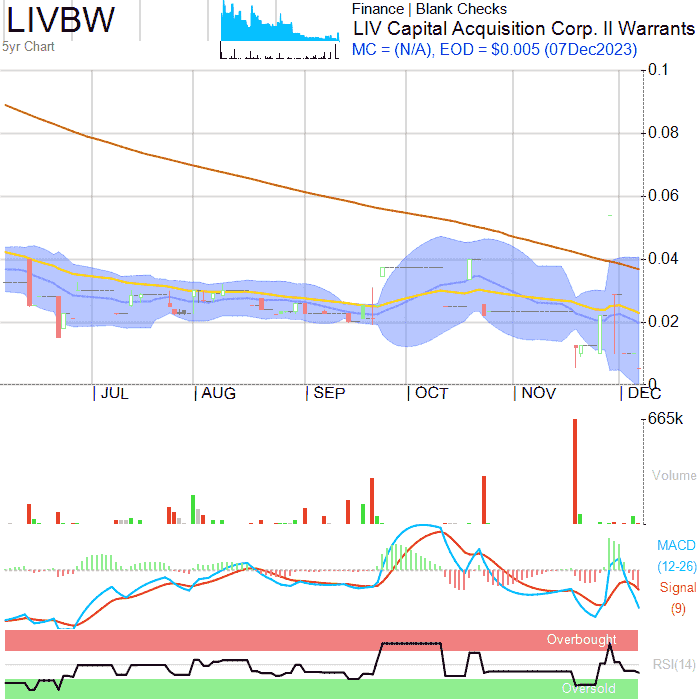 LIVBW
5yr Chart
Finance | Blank Checks
LIV Capital Acquisition Corp. II Warrants
MC = (N/A), EOD = $0.005 (07Dec2023)
0.1
0.08
0.06
0.04
0.02
0
JUL AUG SEP OCT NOV DEC
665k
Volume
MACD
(12-26)
Signal
(9)
Overbought
RSI(14)
Oversold